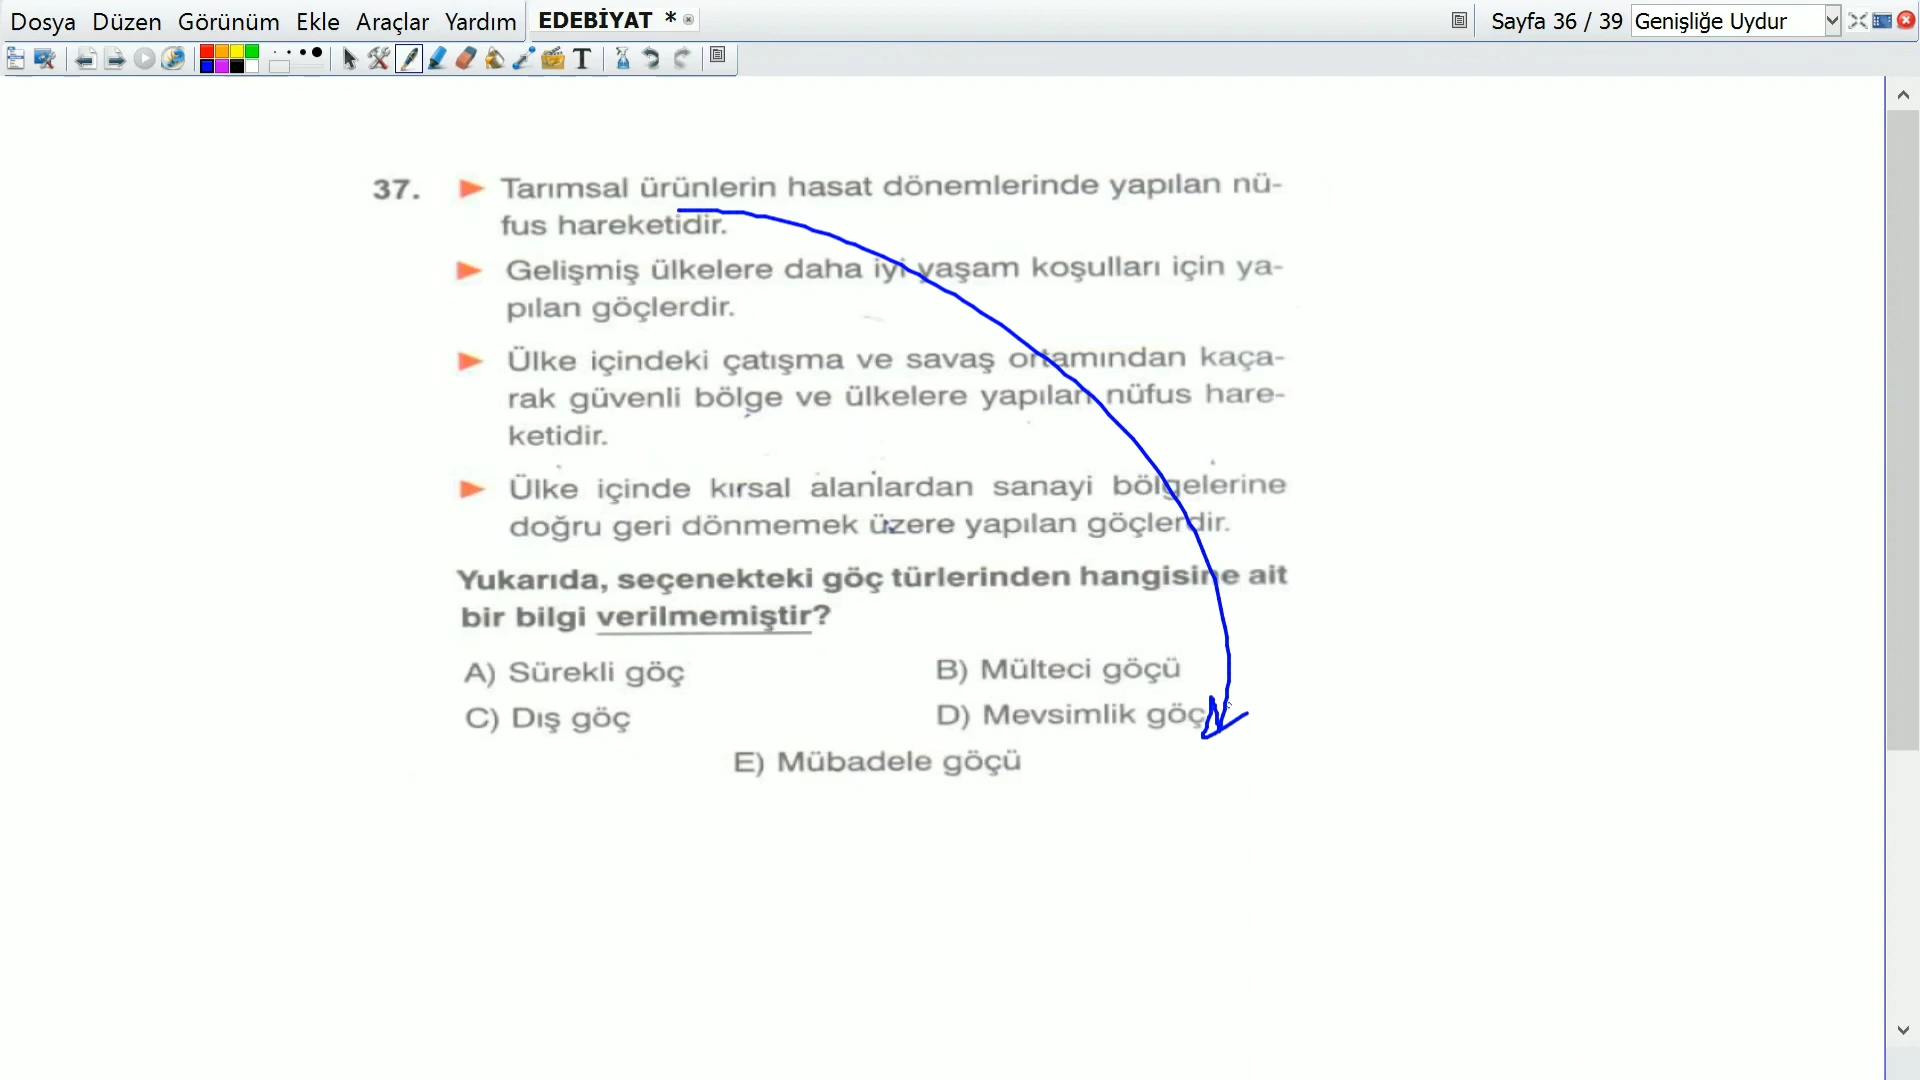 Dosya Düzen Görünüm Ekle Araçlar Yardım EDEBİYAT * Sayfa 36 / 39 Genişliğe Uydur
T
37. Tarımsal ürünlerin hasat dönemlerinde yapılan nü-
fus hareketidir.
Gelişmiş ülkelere daha iyi yaşam koşulları için ya-
pılan göçlerdir.
Ülke içindeki çatışma ve savaş ortamından kaça-
rak güvenli bölge ve ülkelere yapılan nüfus hare-
ketidir.
Ülke içinde kırsal alanlardan sanayi bölgelerine
doğru geri dönmemek üzere yapılan göçlerdir.
Yukarıda, seçenekteki göç türlerinden hangisine ait
bir bilgi verilmemiştir?
A) Sürekli göç B) Mülteci göçü
C) Dış göç D) Mevsimlik göç
E) Mübadele göçü